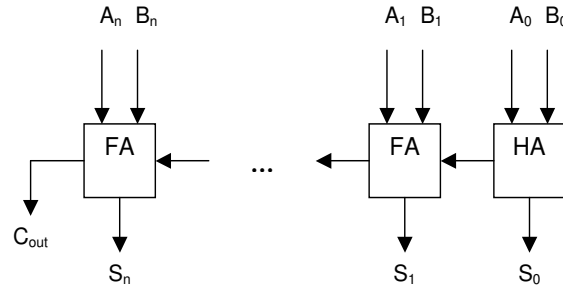 Aₙ Bₙ A₁ B₁ A₀ B₀
FA ... FA HA
Cout
Sₙ S₁ S₀